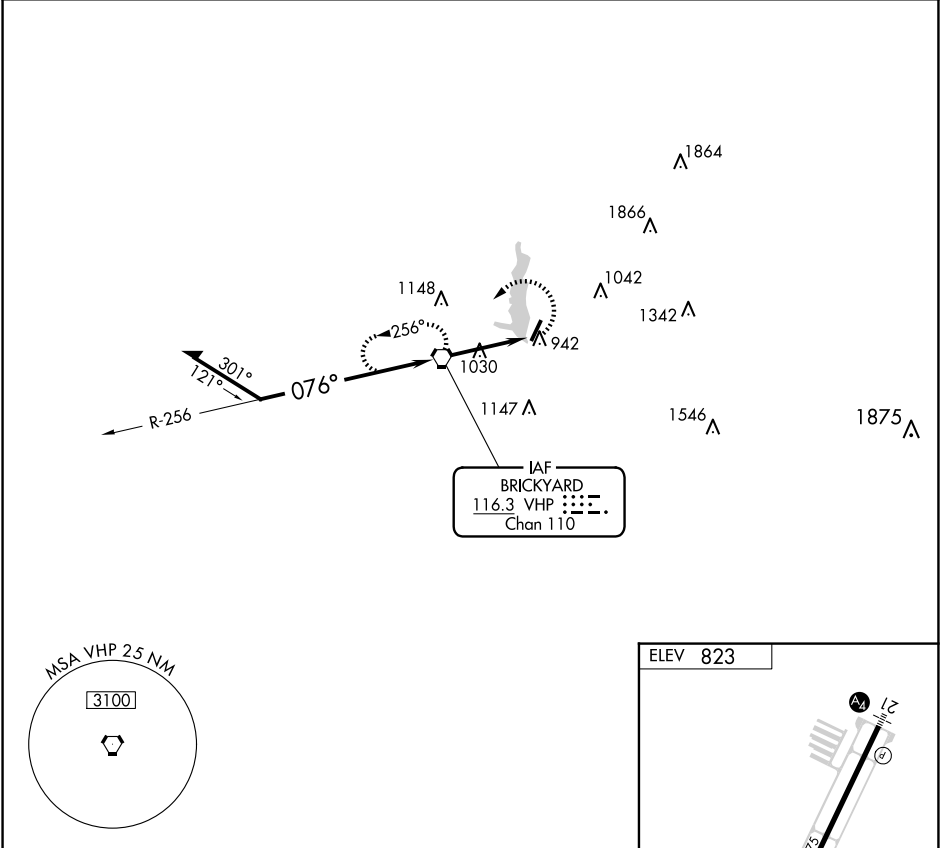 1864
1866
1148
1042
1342
256°
942
1030
301°
121°
076°
R-256
1147
1546
1875
IAF
BRICKYARD
116.3 VHP
Chan 110
MSA VHP 25 NM
3100
ELEV 823
A4
21
P